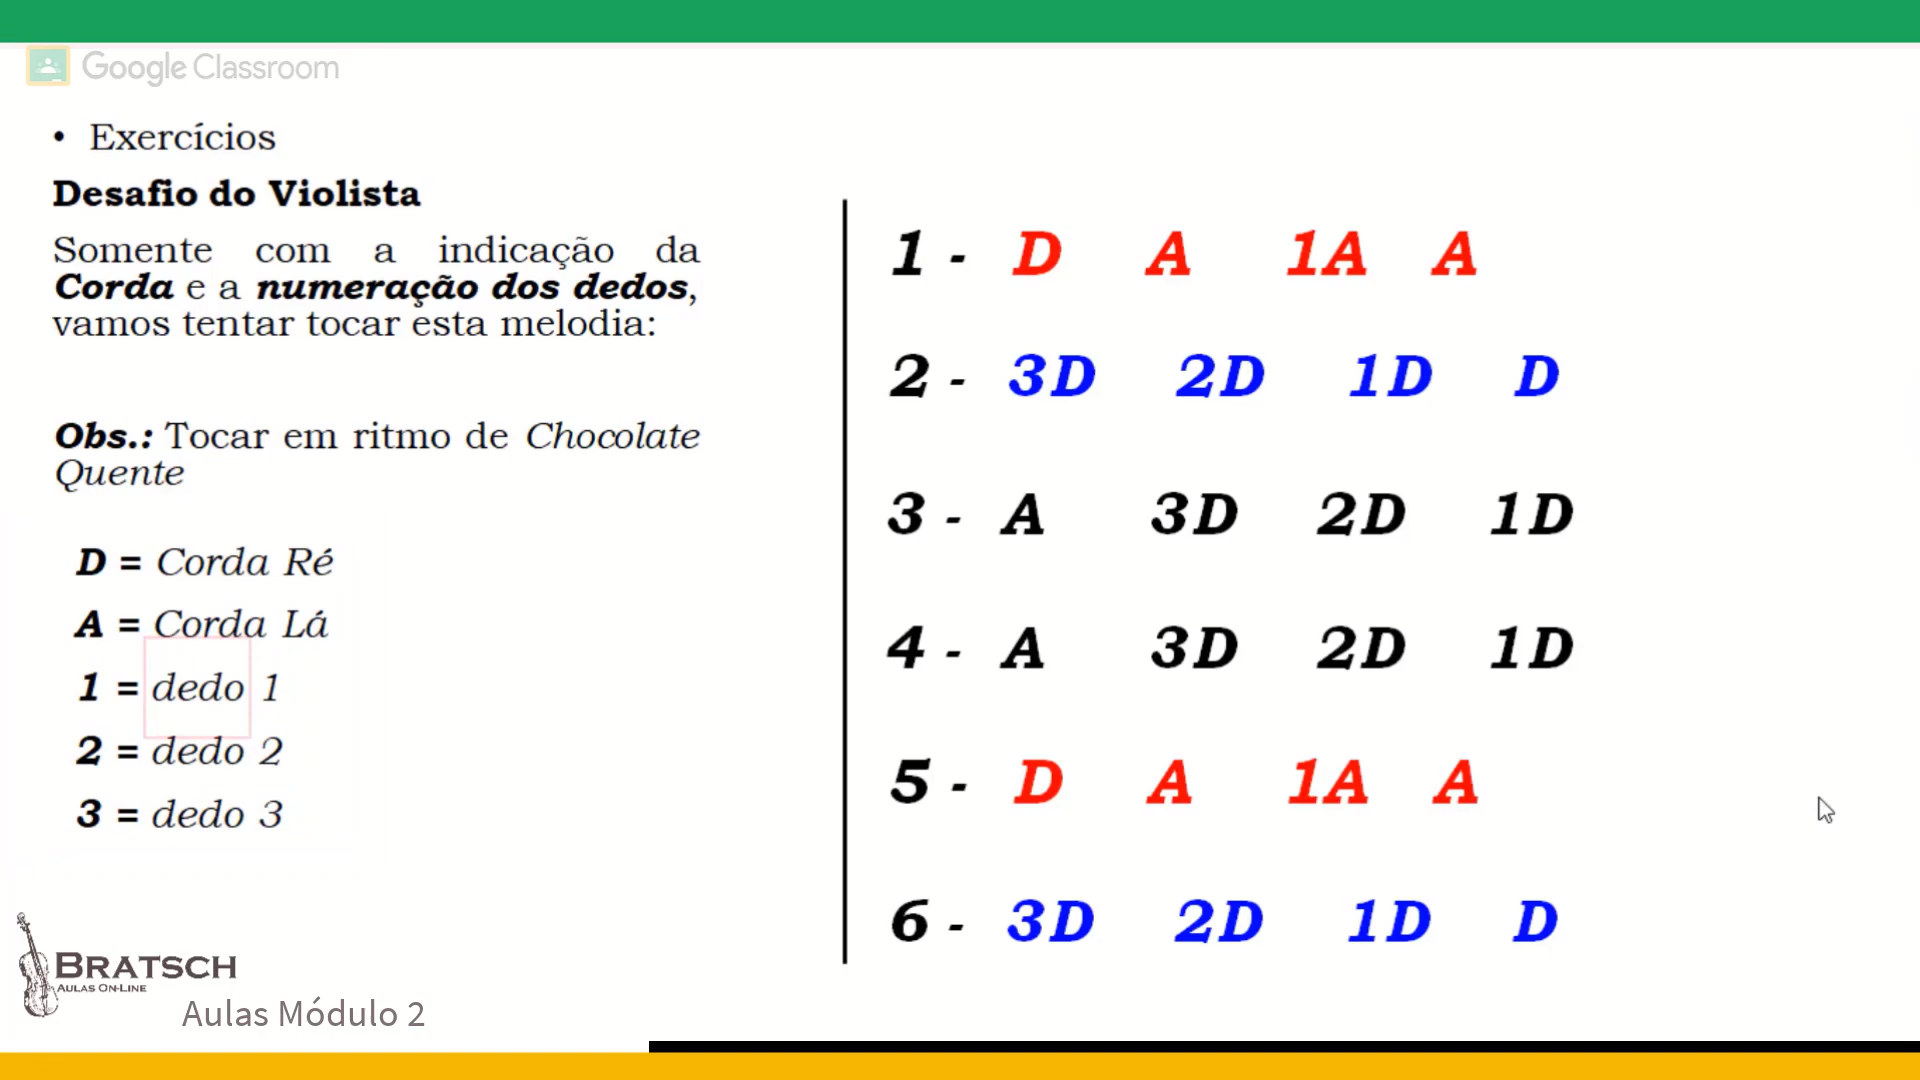 Google Classroom
• Exercícios
Desafio do Violista
Somente com a indicação da
Corda e a numeração dos dedos,
vamos tentar tocar esta melodia:
Obs.: Tocar em ritmo de Chocolate
Quente
D = Corda Ré
A = Corda Lá
1 = dedo 1
2 = dedo 2
3 = dedo 3
1 - D A 1A A
2 - 3D 2D 1D D
3 - A 3D 2D 1D
4 - A 3D 2D 1D
5 - D A 1A A
6 - 3D 2D 1D D
BRATSCH
AULAS ON-LINE
Aulas Módulo 2